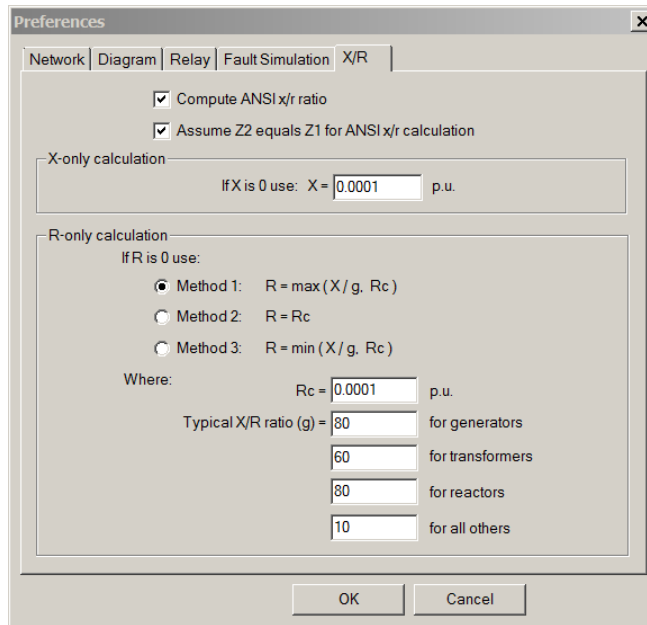 Preferences
Network Diagram Relay Fault Simulation X/R
Compute ANSI x/r ratio
Assume Z2 equals Z1 for ANSI x/r calculation
X-only calculation
If X is 0 use: X = 0.0001 p.u.
R-only calculation
If R is 0 use:
Method 1: R = max ( X / g, Rc )
Method 2: R = Rc
Method 3: R = min ( X / g, Rc )
Where:
Rc = 0.0001 p.u.
Typical X/R ratio (g) = 80 for generators
60 for transformers
80 for reactors
10 for all others
OK Cancel